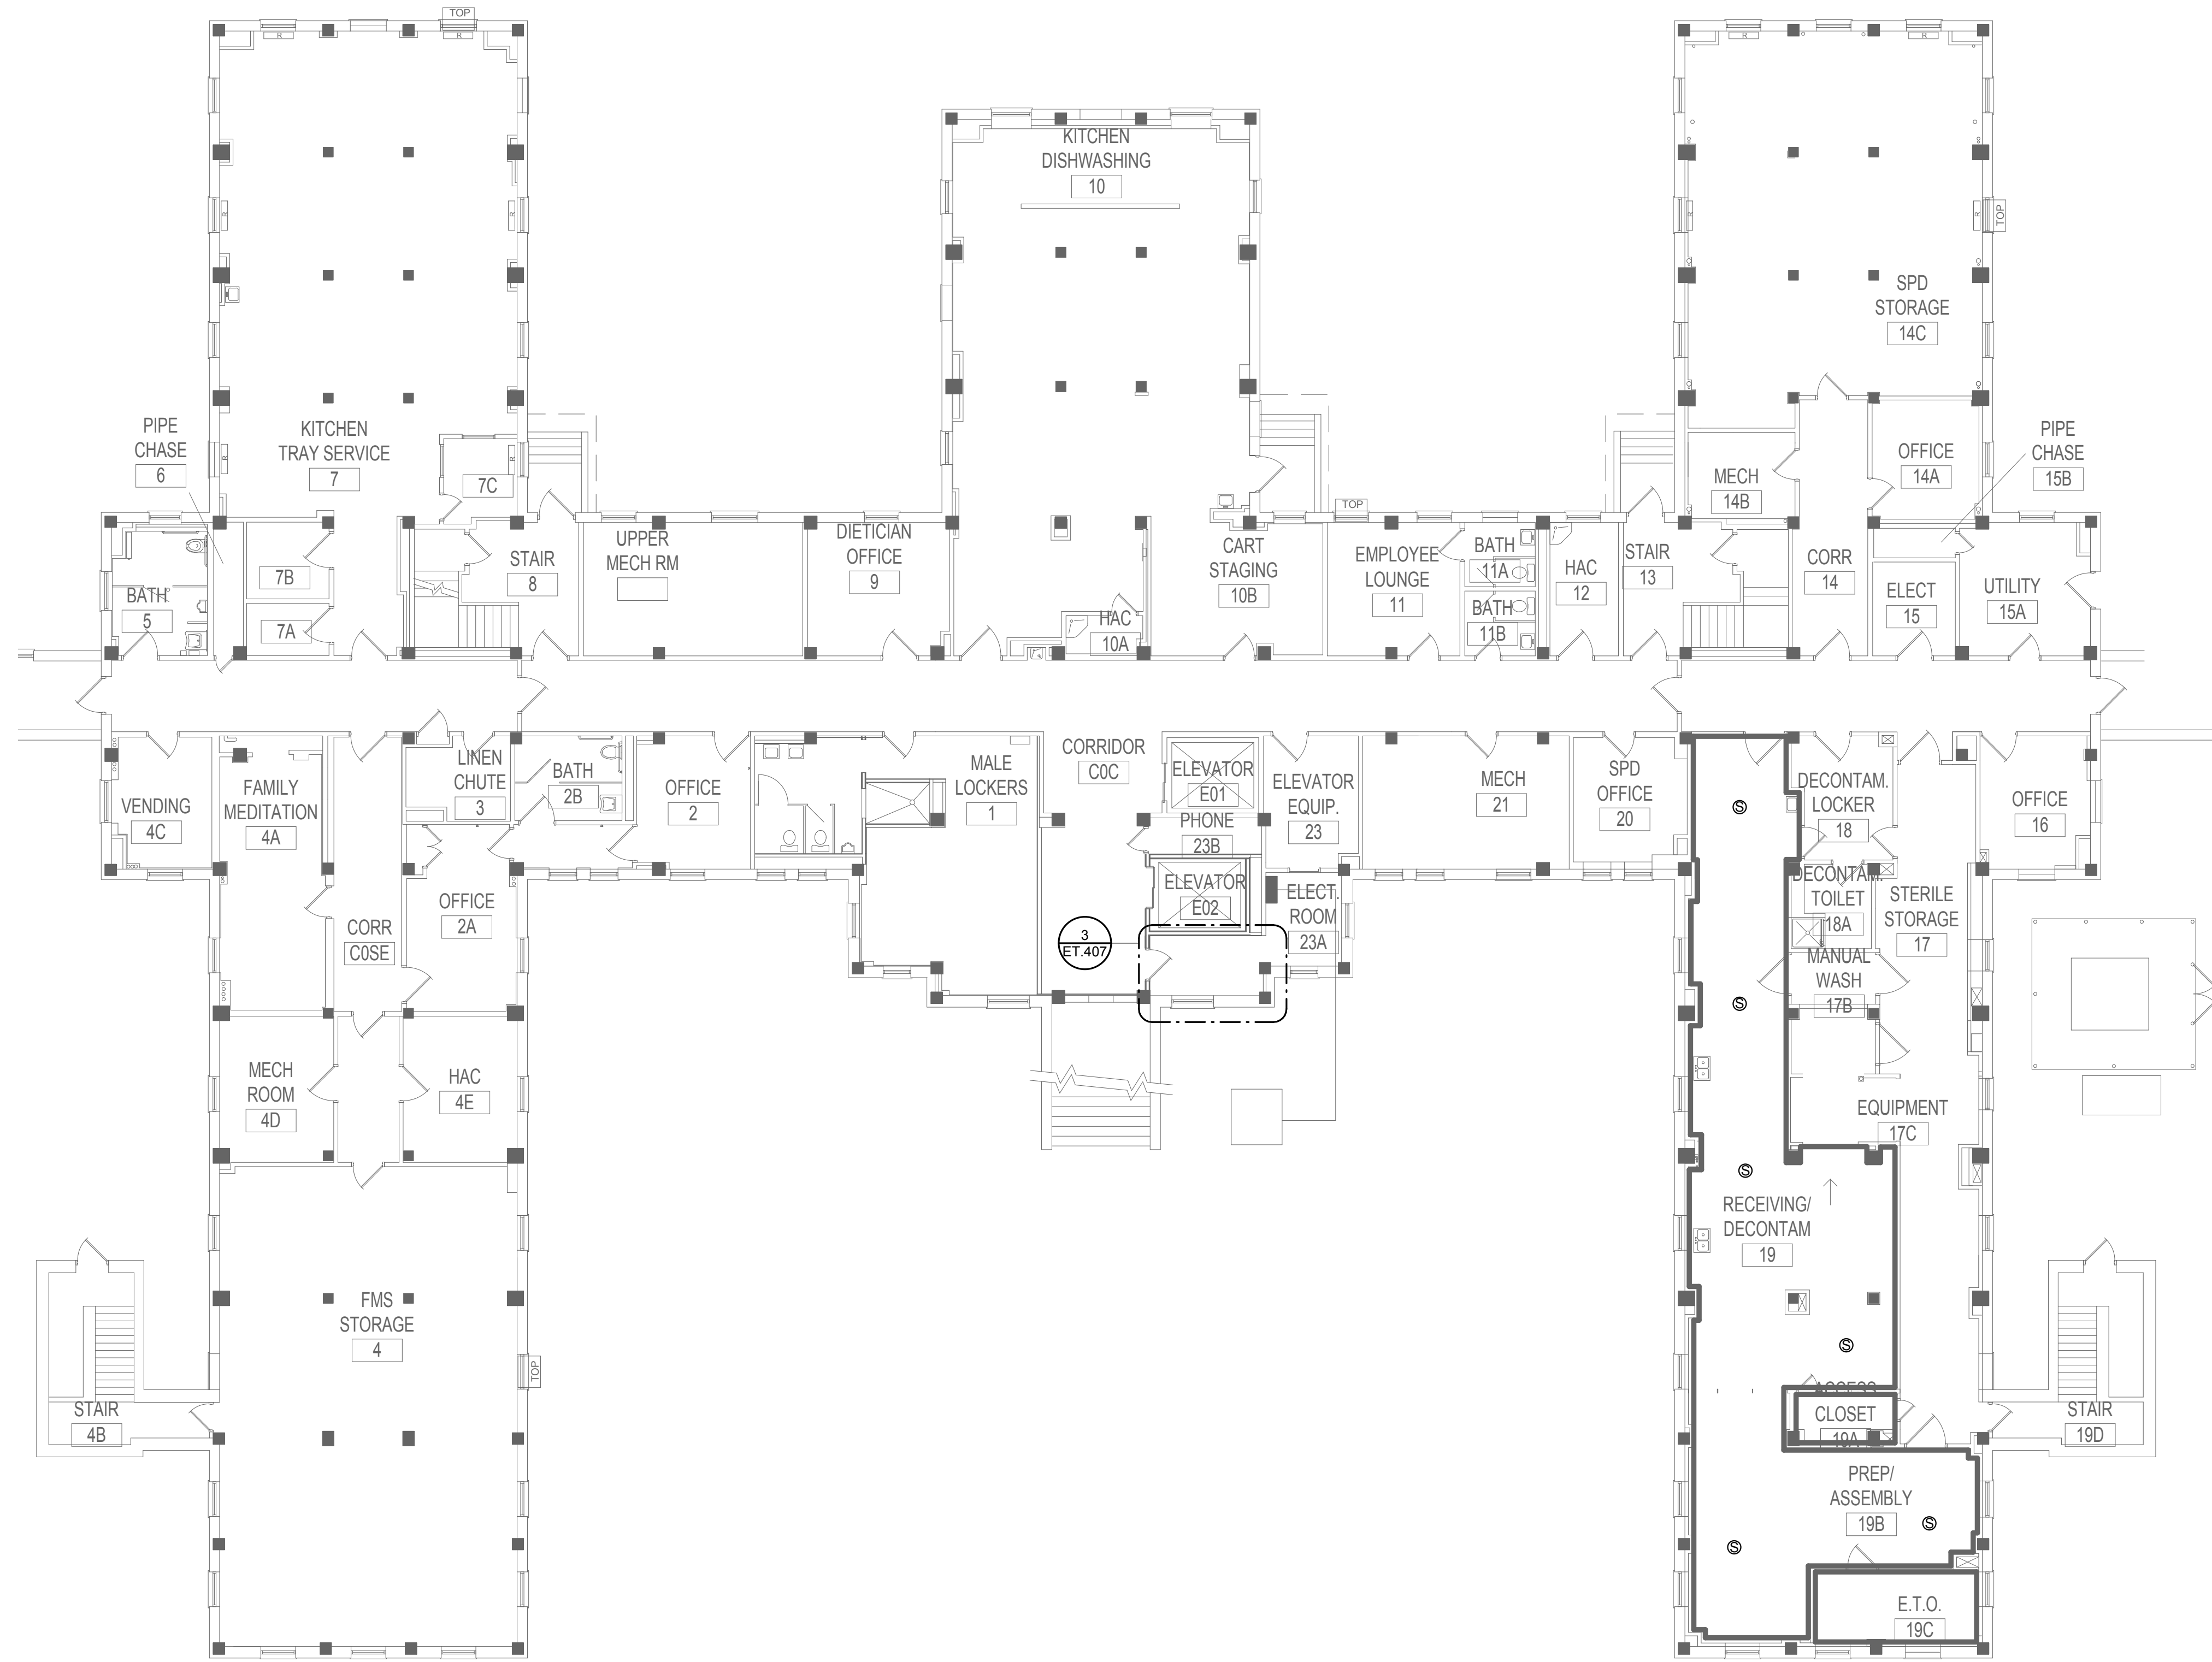 TOP
R
R
R
R
KITCHEN
DISHWASHING
10
R
R
R
R
TOP
SPD
STORAGE
14C
PIPE
CHASE
6
KITCHEN
TRAY SERVICE
7
R
R
7C
MECH
14B
OFFICE
14A
PIPE
CHASE
15B
TOP
UPPER
MECH RM
DIETICIAN
OFFICE
9
STAIR
8
7B
7A
BATH
5
HAC
10A
CART
STAGING
10B
EMPLOYEE
LOUNGE
11
BATH
11A
BATH
11B
HAC
12
STAIR
13
CORR
14
ELECT
15
UTILITY
15A
VENDING
4C
FAMILY
MEDITATION
4A
LINEN
CHUTE
3
BATH
2B
OFFICE
2
MALE
LOCKERS
1
CORRIDOR
C0C
ELEVATOR
E01
PHONE
23B
ELEVATOR
EQUIP.
23
MECH
21
SPD
OFFICE
20
DECONTAM.
LOCKER
18
OFFICE
16
S
CORR
C0SE
OFFICE
2A
ELEVATOR
E02
ELECT.
ROOM
23A
3
ET.407
DECONTAM.
TOILET
18A
STERILE
STORAGE
17
MANUAL
WASH
17B
S
MECH
ROOM
4D
HAC
4E
EQUIPMENT
17C
S
RECEIVING/
DECONTAM
19
FMS
STORAGE
4
TOP
S
STAIR
4B
ACCESS
CLOSET
19A
STAIR
19D
PREP/
ASSEMBLY
19B
S
S
E.T.O.
19C